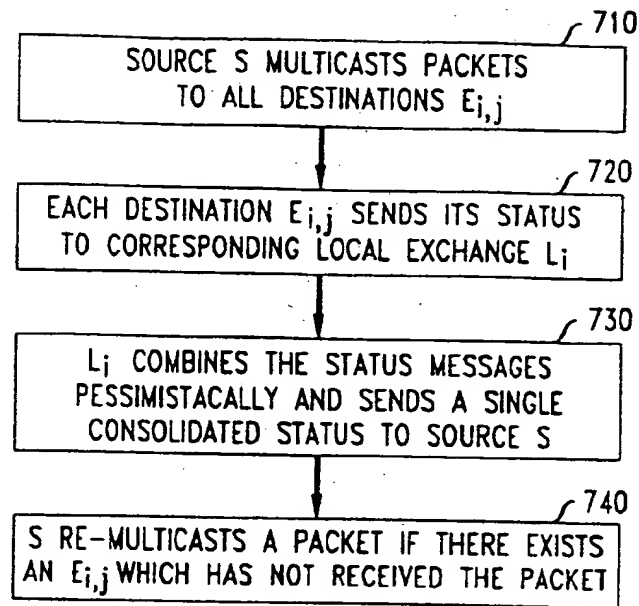 710
SOURCE S MULTICASTS PACKETS
TO ALL DESTINATIONS Ei,j
720
EACH DESTINATION Ei,j SENDS ITS STATUS
TO CORRESPONDING LOCAL EXCHANGE Li
730
Li COMBINES THE STATUS MESSAGES
PESSIMISTACALLY AND SENDS A SINGLE
CONSOLIDATED STATUS TO SOURCE S
740
S RE-MULTICASTS A PACKET IF THERE EXISTS
AN Ei,j WHICH HAS NOT RECEIVED THE PACKET